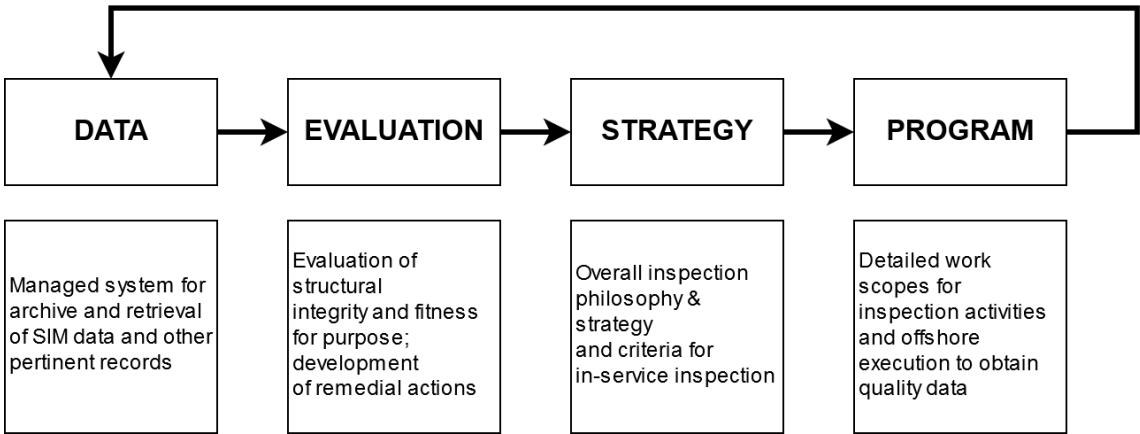 DATA
EVALUATION
STRATEGY
PROGRAM
Managed system for
archive and retrieval
of SIM data and other
pertinent records
Evaluation of
structural
integrity and fitness
for purpose;
development
of remedial actions
Overall inspection
philosophy &
strategy
and criteria for
in-service inspection
Detailed work
scopes for
inspection activities
and offshore
execution to obtain
quality data